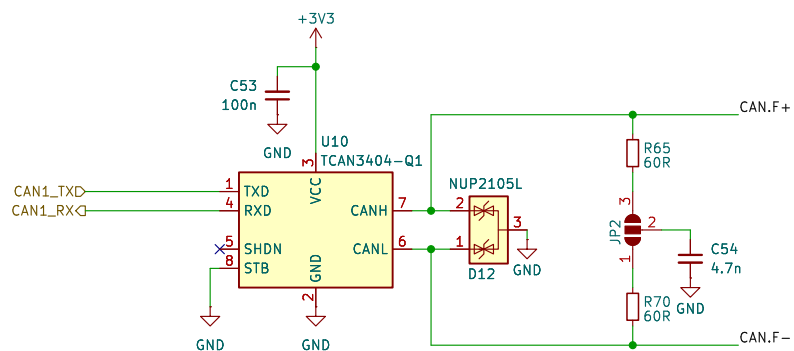 +3V3
C53
100n
GND
U10
TCAN3404-Q1
3
VCC
CAN1_TX
1
TXD
CAN1_RX
4
RXD
5
SHDN
8
STB
GND
2
CANH
7
CANL
6
GND
GND
NUP2105L
2
1
3
D12
GND
CAN.F+
R65
60R
3
JP2
2
1
C54
4.7n
GND
R70
60R
CAN.F-